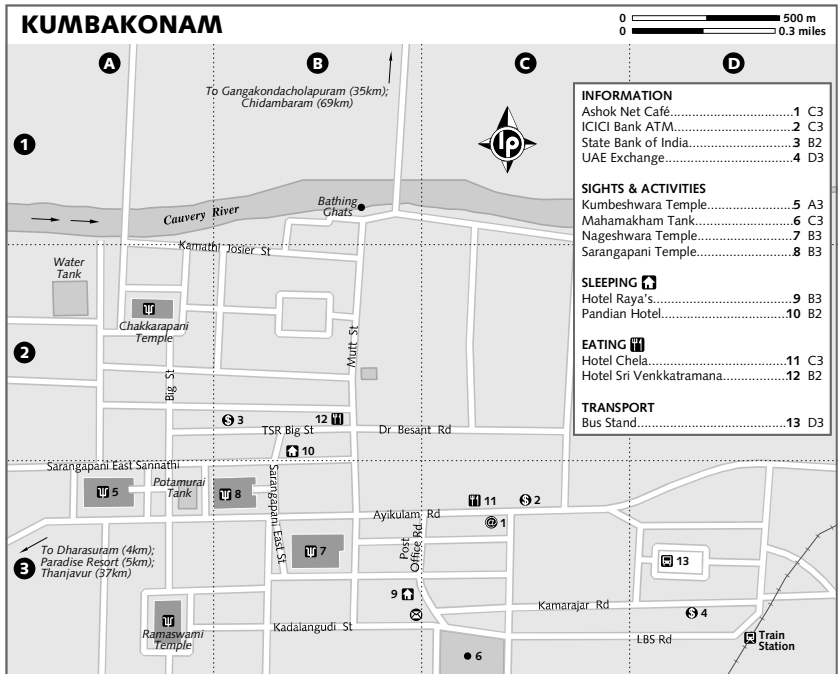 KUMBAKONAM
0 500 m
0 0.3 miles
A
B
C
D
1
2
3
To Gangakondacholapuram (35km);
Chidambaram (69km)
lp
INFORMATION
Ashok Net Café 1 C3
ICICI Bank ATM 2 C3
State Bank of India 3 B2
UAE Exchange 4 D3
SIGHTS & ACTIVITIES
Kumbeshwara Temple 5 A3
Mahamakham Tank 6 C3
Nageshwara Temple 7 B3
Sarangapani Temple 8 B3
SLEEPING
Hotel Raya's 9 B3
Pandian Hotel 10 B2
EATING
Hotel Chela 11 C3
Hotel Sri Venkkatramana 12 B2
TRANSPORT
Bus Stand 13 D3
Cauvery River
Bathing
Ghats
Kamathi Josier St
Water
Tank
Chakkarapani
Temple
Mutt St
Big St
3
12
TSR Big St
Dr Besant Rd
10
Sarangapani East Sannathi
5
Potamurai
Tank
8
Sarangapani East St
11
2
Ayikulam Rd
1
Post
Office Rd
7
13
To Dharasuram (4km);
Paradise Resort (5km);
Thanjavur (37km)
9
Kamarajar Rd
4
Ramaswami
Temple
Kadalangudi St
LBS Rd
Train
Station
6